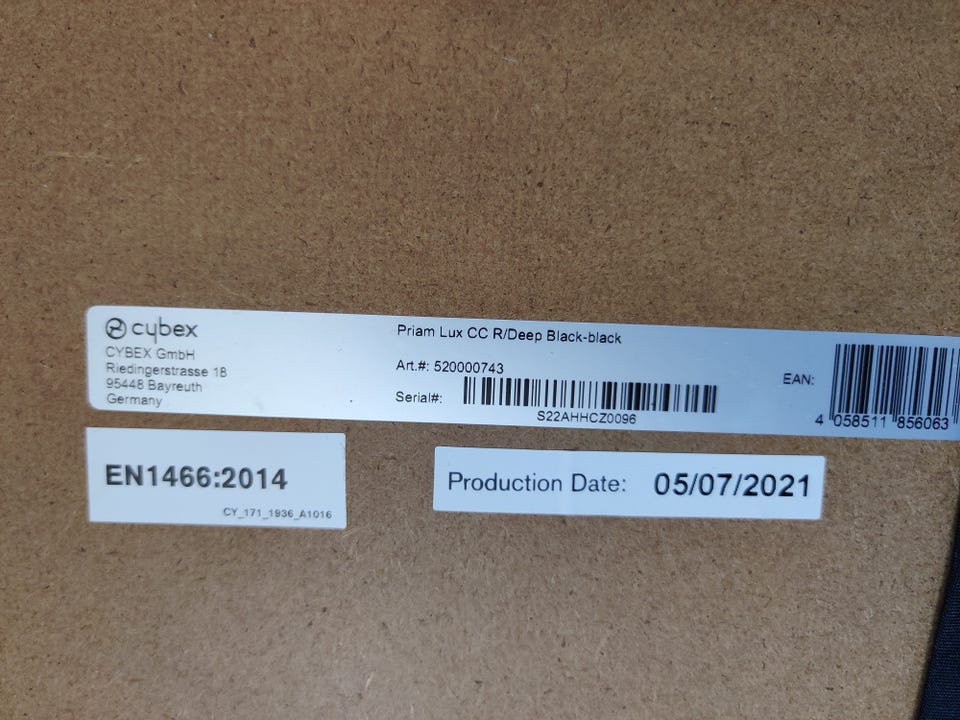 cybex
CYBEX GmbH
Riedingerstrasse 18
95448 Bayreuth
Germany
Priam Lux CC R/Deep Black-black
Art.#: 520000743
Serial#:
S22AHHCZ0096
EAN:
4 058511 856063
EN1466:2014
CY_171_1936_A1016
Production Date: 05/07/2021